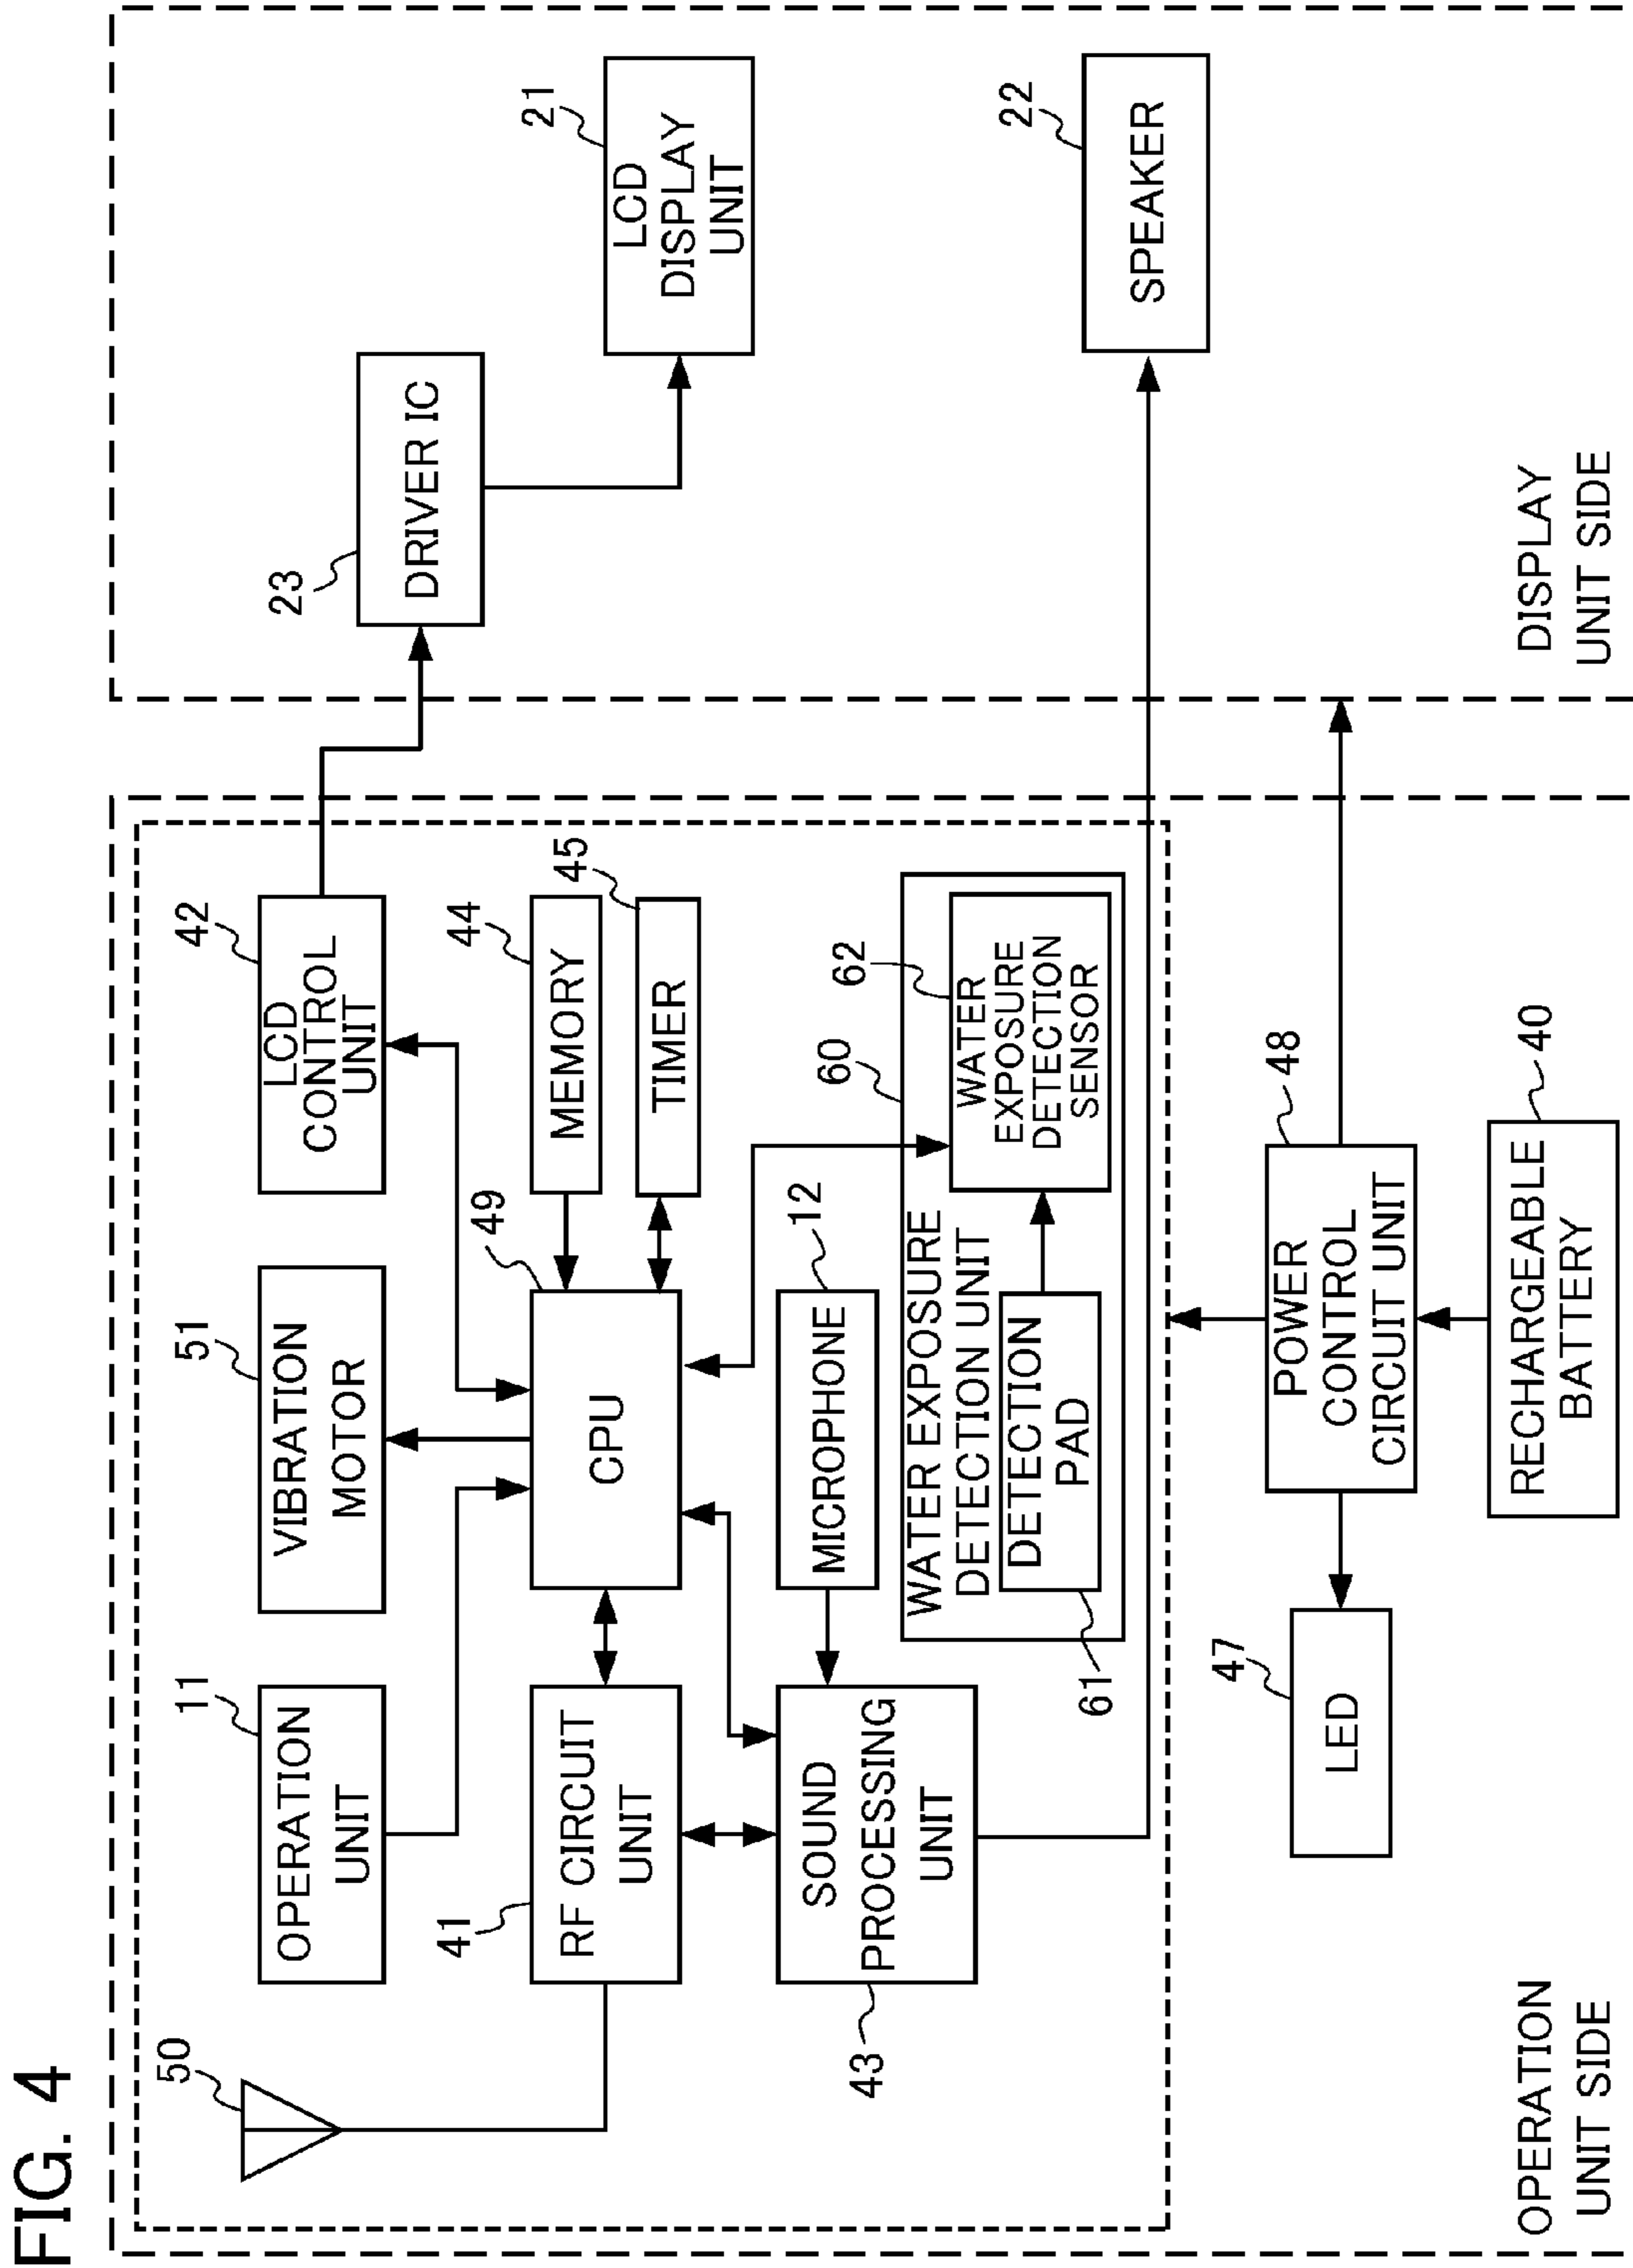 FIG. 4
50
11
OPERATION
UNIT
51
VIBRATION
MOTOR
42
LCD
CONTROL
UNIT
23
DRIVER IC
41
RF CIRCUIT
UNIT
49
CPU
44
MEMORY
45
TIMER
21
LCD
DISPLAY
UNIT
43
SOUND
PROCESSING
UNIT
12
MICROPHONE
60
WATER EXPOSURE
DETECTION UNIT
61
DETECTION
PAD
62
WATER
EXPOSURE
DETECTION
SENSOR
22
SPEAKER
47
LED
48
POWER
CONTROL
CIRCUIT UNIT
40
RECHARGEABLE
BATTERY
OPERATION
UNIT SIDE
DISPLAY
UNIT SIDE